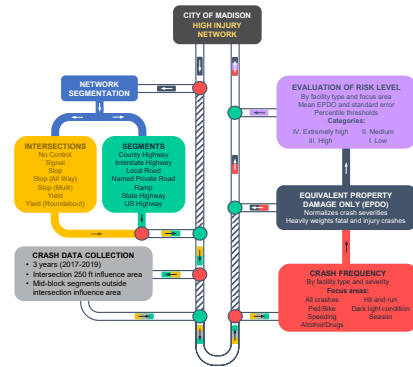 CITY OF MADISON
HIGH INJURY
NETWORK
NETWORK
SEGMENTATION
INTERSECTIONS
No Control
Signal
Stop
Stop (All Way)
Stop (Multi)
Yield
Yield (Roundabout)
SEGMENTS
County Highway
Interstate Highway
Local Road
Named Private Road
Ramp
State Highway
US Highway
CRASH DATA COLLECTION
• 3 years (2017-2019)
• Intersection 250 ft influence area
• Mid-block segments outside
intersection influence area
EVALUATION OF RISK LEVEL
By facility type and focus area
Mean EPDO and standard error
Percentile thresholds
Categories:
IV. Extremely high II. Medium
III. High I. Low
EQUIVALENT PROPERTY
DAMAGE ONLY (EPDO)
Normalizes crash severities
Heavily weights fatal and injury crashes
CRASH FREQUENCY
By facility type and severity
Focus areas:
All crashes · Hit and run
Ped/Bike Dark light condition
Speeding Season
Alcohol/Drugs